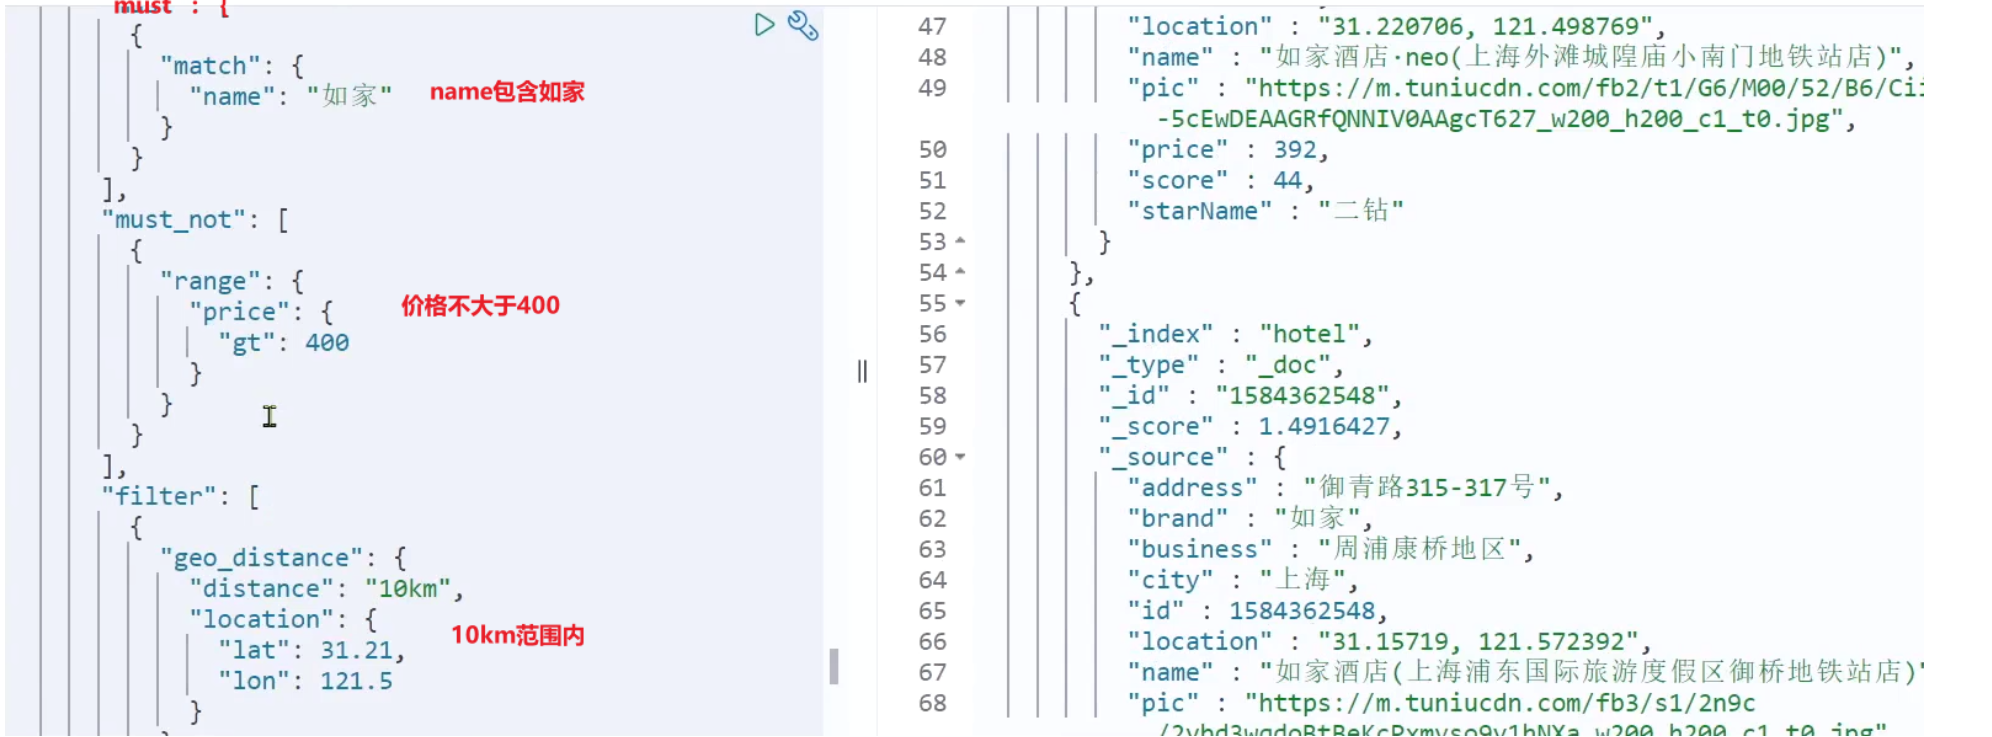 must : {
{
"match": {
"name": "如家"
name包含如家
}
}
],
"must_not": [
{
"range": {
"price": {
价格不大于400
"gt": 400
}
}
}
],
"filter": [
{
"geo_distance": {
"distance": "10km",
"location": {
10km范围内
"lat": 31.21,
"lon": 121.5
}
47 "location" : "31.220706, 121.498769",
48 "name" : "如家酒店·neo(上海外滩城隍庙小南门地铁站店)",
49 "pic" : "https://m.tuniucdn.com/fb2/t1/G6/M00/52/B6/Cii
-5cEwDEAAGRfQNNIV0AAgcT627_w200_h200_c1_t0.jpg",
50 "price" : 392,
51 "score" : 44,
52 "starName" : "二钻"
53 }
54 },
55 {
56 "_index" : "hotel",
57 "_type" : "_doc",
58 "_id" : "1584362548",
59 "_score" : 1.4916427,
60 "_source" : {
61 "address" : "御青路315-317号",
62 "brand" : "如家",
63 "business" : "周浦康桥地区",
64 "city" : "上海",
65 "id" : 1584362548,
66 "location" : "31.15719, 121.572392",
67 "name" : "如家酒店(上海浦东国际旅游度假区御桥地铁站店)"
68 "pic" : "https://m.tuniucdn.com/fb3/s1/2n9c